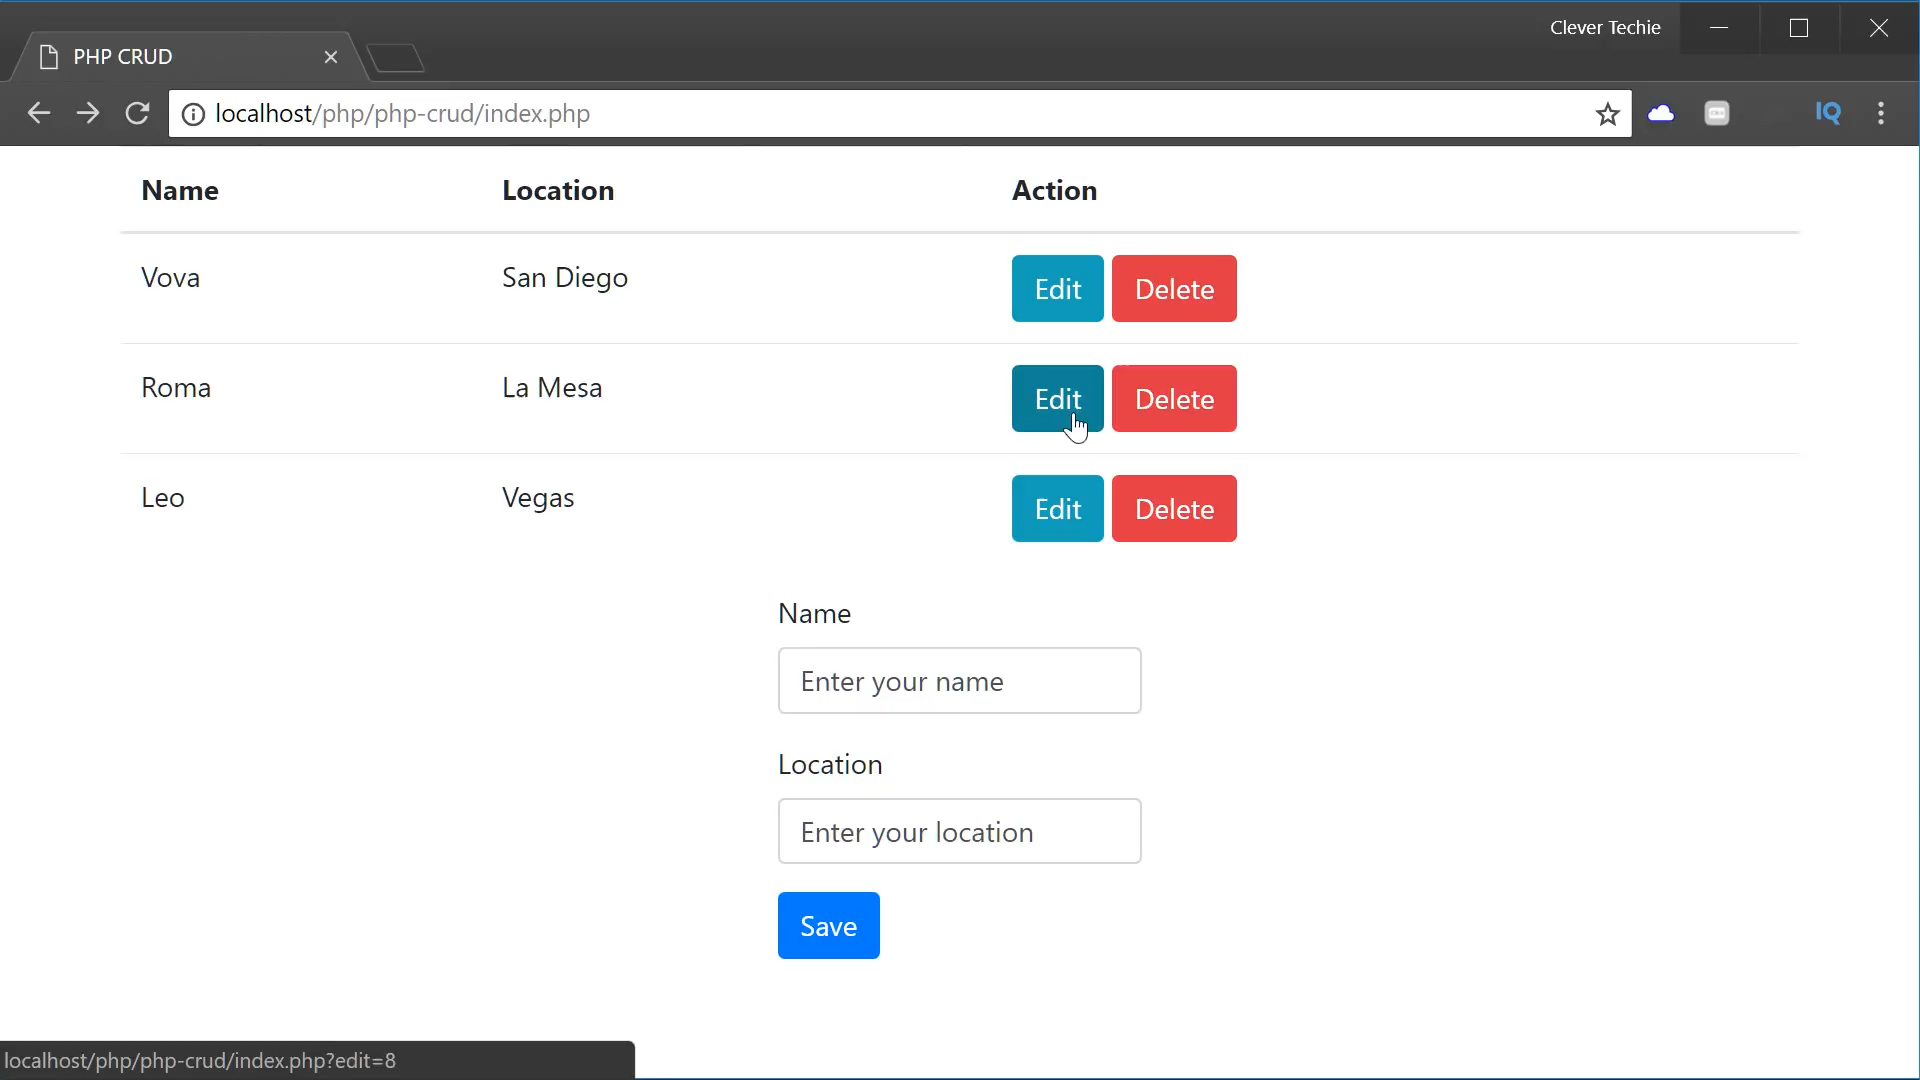 Clever Techie
PHP CRUD
localhost/php/php-crud/index.php
IQ
Name Location Action
Vova San Diego Edit Delete
Roma La Mesa Edit Delete
Leo Vegas Edit Delete
Name
Enter your name
Location
Enter your location
Save
localhost/php/php-crud/index.php?edit=8